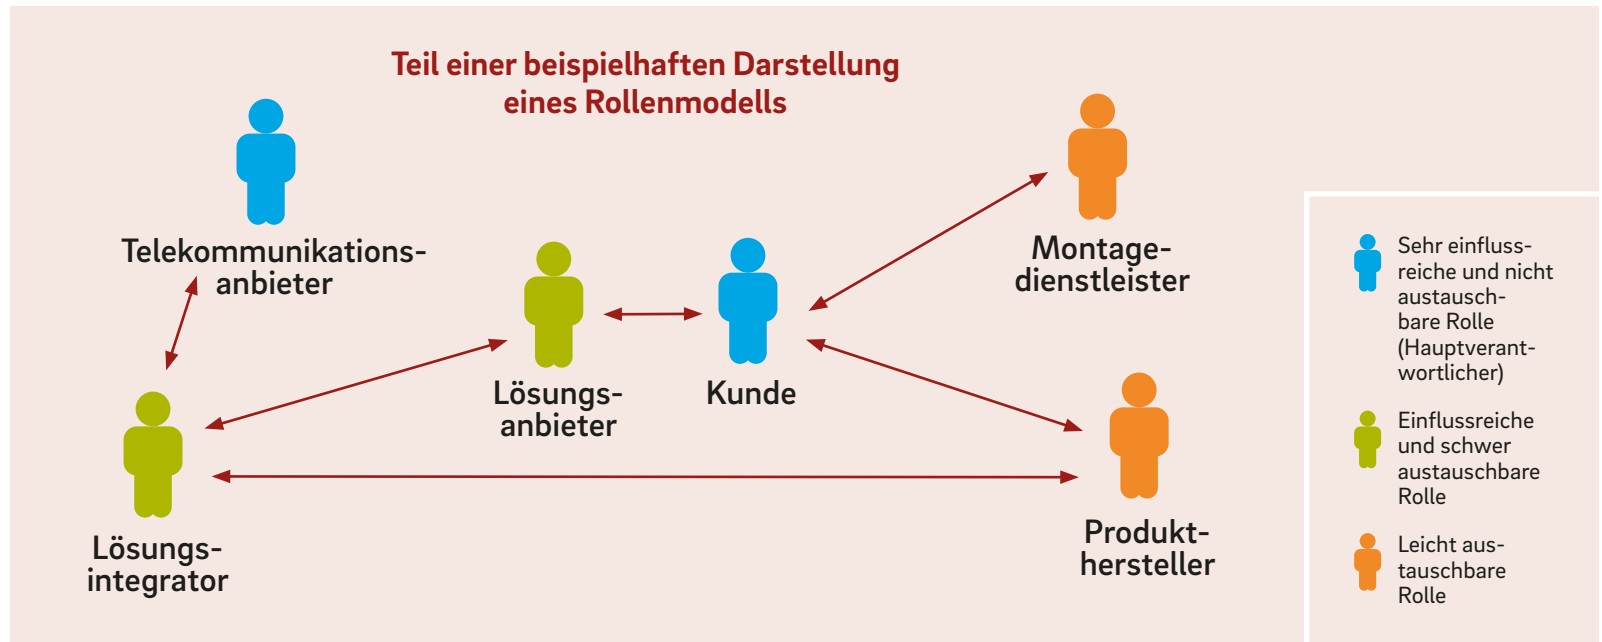 Teil einer beispielhaften Darstellung
eines Rollenmodells
Telekommunikations-
anbieter
Lösungs-
anbieter
Kunde
Montage-
dienstleister
Lösungs-
integrator
Produkt-
hersteller
Sehr einfluss-
reiche und nicht
austausch-
bare Rolle
(Hauptverant-
wortlicher)
Einflussreiche
und schwer
austauschbare
Rolle
Leicht aus-
tauschbare
Rolle